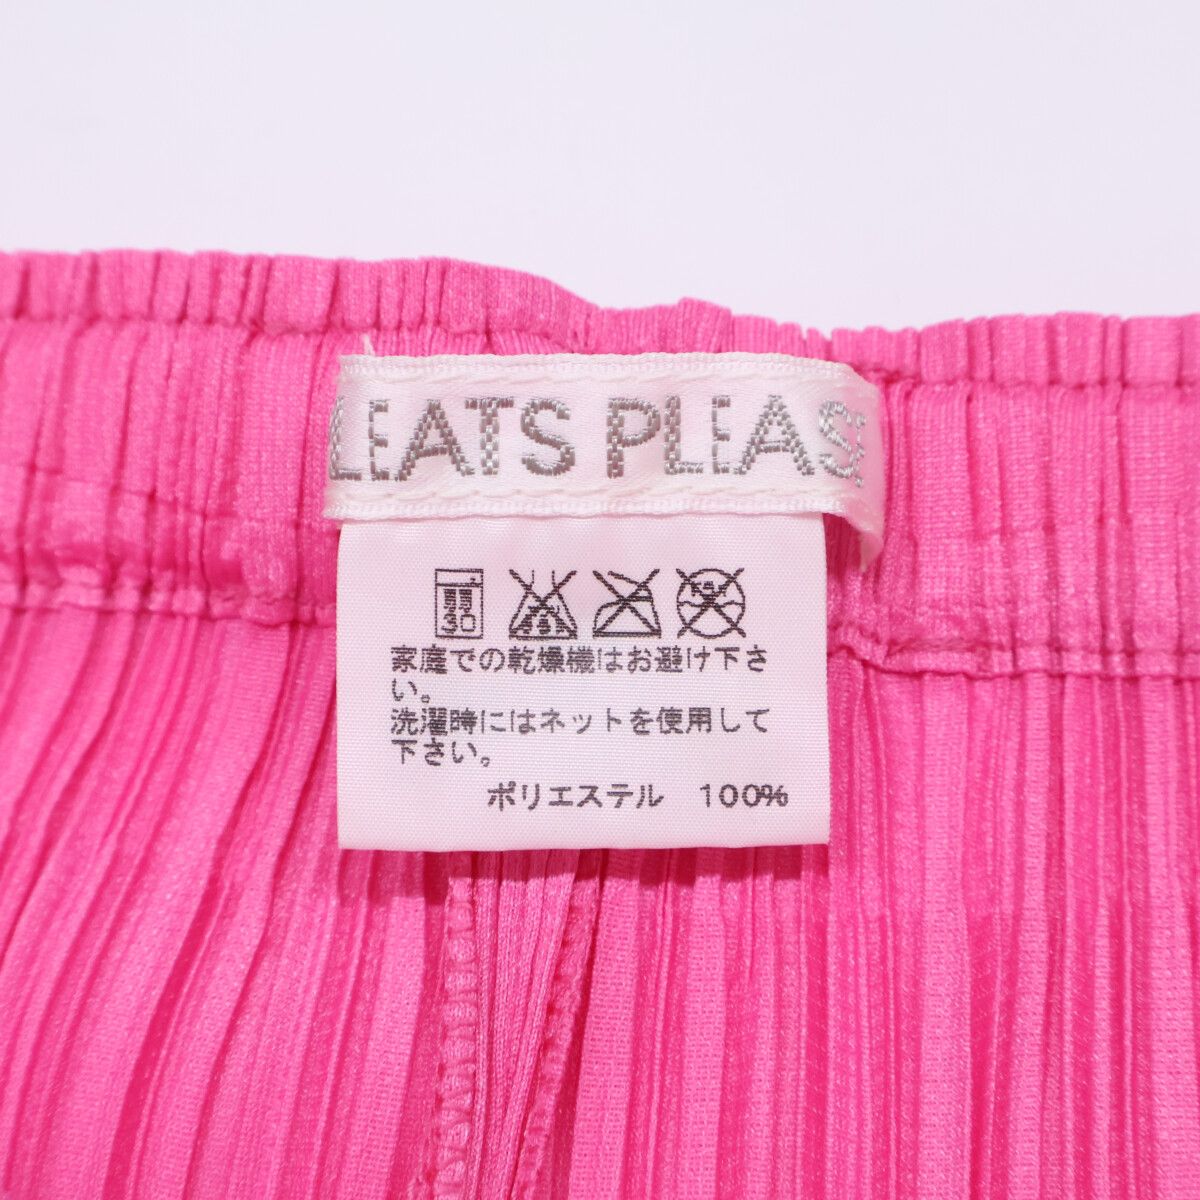 LEATS PLEAS
弱
30
家庭での乾燥機はお避け下さ
い。
洗濯時にはネットを使用して
下さい。
ポリエステル 100%